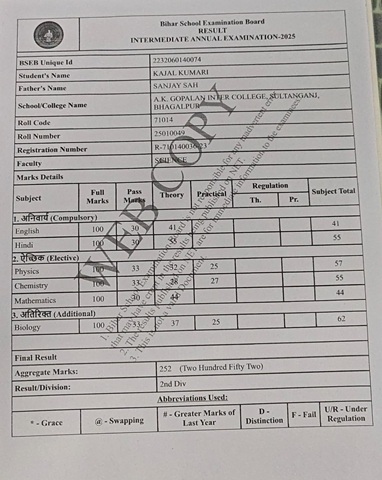 Bihar School Examination Board
RESULT
INTERMEDIATE ANNUAL EXAMINATION-2025
BSEB Unique Id 2232060140074
Student's Name KAJAL KUMARI
Father's Name SANJAY SAH
School/College Name A.K. GOPALAN INTER COLLEGE, SULTANGANJ, BHAGALPUR
Roll Code 71014
Roll Number 25010049
Registration Number R-710140036-23
Faculty SCIENCE
Marks Details
Subject Full Marks Pass Marks Theory Practical Regulation Th. Pr. Subject Total
1. अनिवार्य (Compulsory)
English 100 30 41 41
Hindi 100 30 55 55
2. ऐच्छिक (Elective)
Physics 100 33 32 25 57
Chemistry 100 33 28 27 55
Mathematics 100 30 44 44
3. अतिरिक्त (Additional)
Biology 100 33 37 25 62
Final Result
Aggregate Marks: 252 (Two Hundred Fifty Two)
Result/Division: 2nd Div
Abbreviations Used:
* - Grace @ - Swapping # - Greater Marks of Last Year D - Distinction F - Fail U/R - Under Regulation
WEB COPY